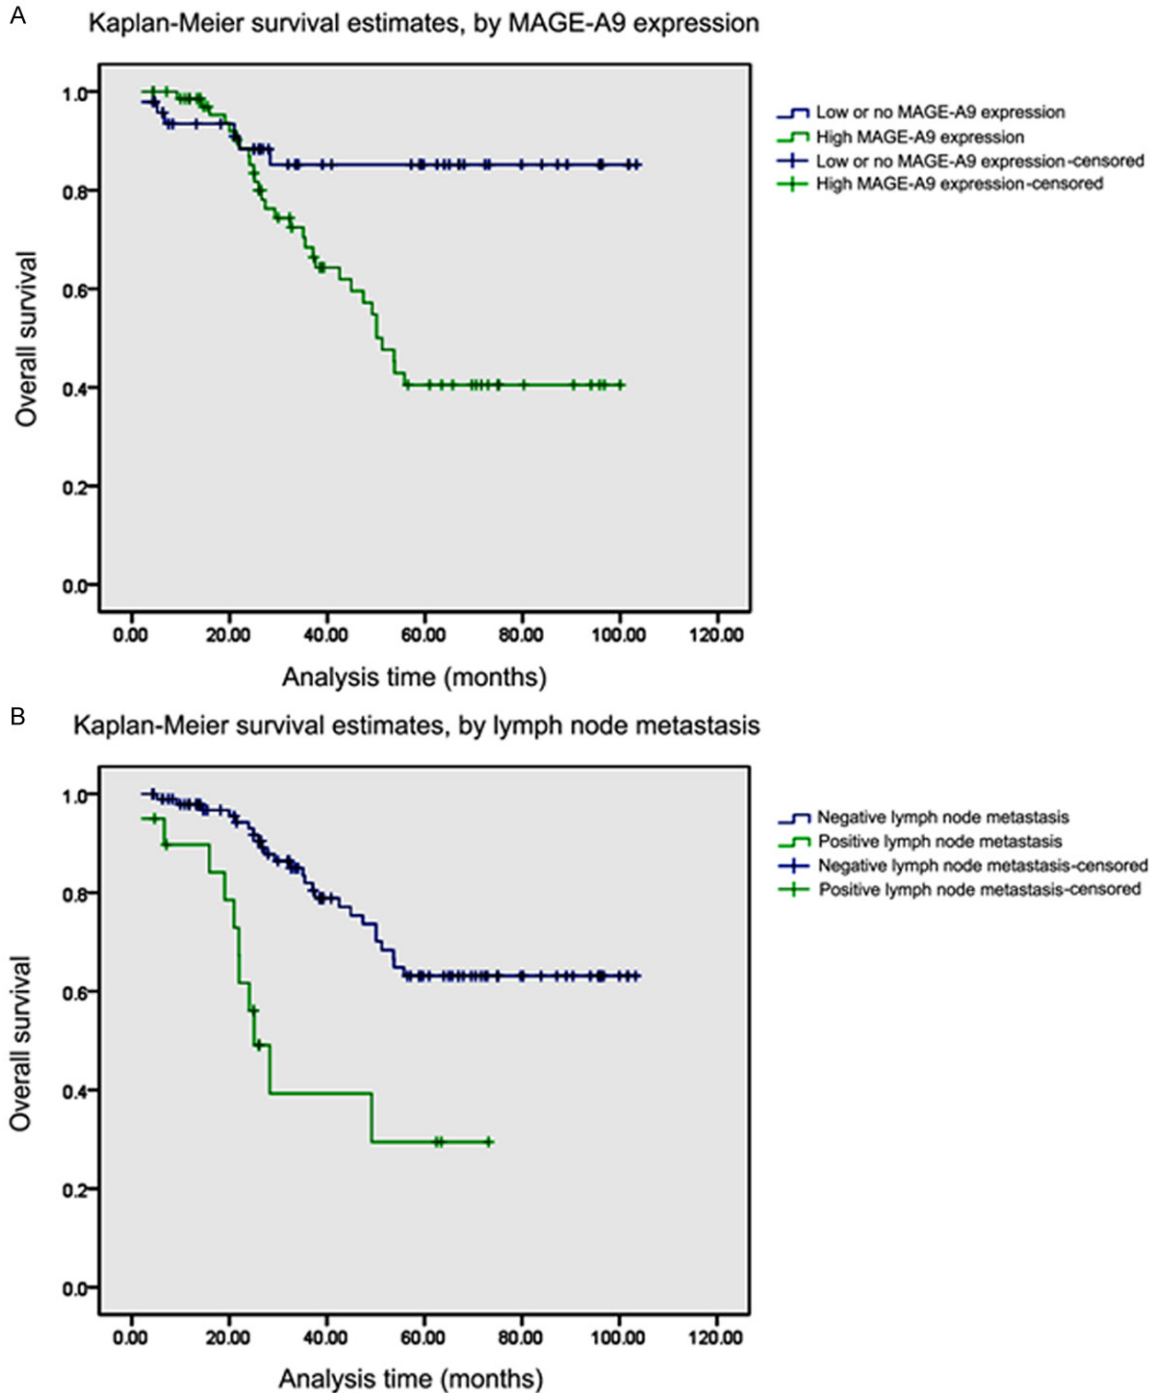 A
Kaplan-Meier survival estimates, by MAGE-A9 expression
1.0
0.8
0.6
0.4
0.2
0.0
Overall survival
0.00 20.00 40.00 60.00 80.00 100.00 120.00
Analysis time (months)
Low or no MAGE-A9 expression
High MAGE-A9 expression
Low or no MAGE-A9 expression-censored
High MAGE-A9 expression-censored
B
Kaplan-Meier survival estimates, by lymph node metastasis
1.0
0.8
0.6
0.4
0.2
0.0
Overall survival
0.00 20.00 40.00 60.00 80.00 100.00 120.00
Analysis time (months)
Negative lymph node metastasis
Positive lymph node metastasis
Negative lymph node metastasis-censored
Positive lymph node metastasis-censored